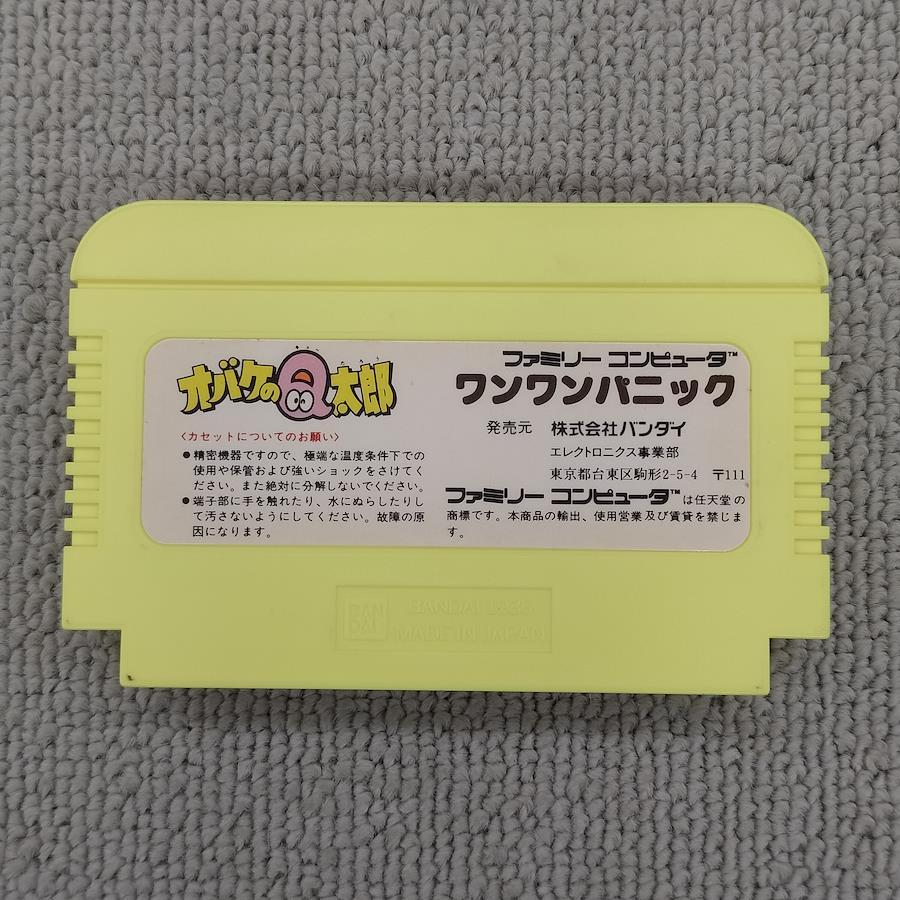 オバケのQ太郎
〈カセットについてのお願い〉
●精密機器ですので、極端な温度条件下での
使用や保管および強いショックをさけてく
ださい。また絶対に分解しないでください。
●端子部に手を触れたり、水にぬらしたりし
て汚さないようにしてください。故障の原
因になります。
ファミリー コンピュータ™
ワンワンパニック
発売元 株式会社バンダイ
エレクトロニクス事業部
東京都台東区駒形2-5-4 〒111
ファミリー コンピュータ™は任天堂の
商標です。本商品の輸出、使用営業及び賃貸を禁じま
す。
BAN
DAI
BANDAI 1985
MADE IN JAPAN